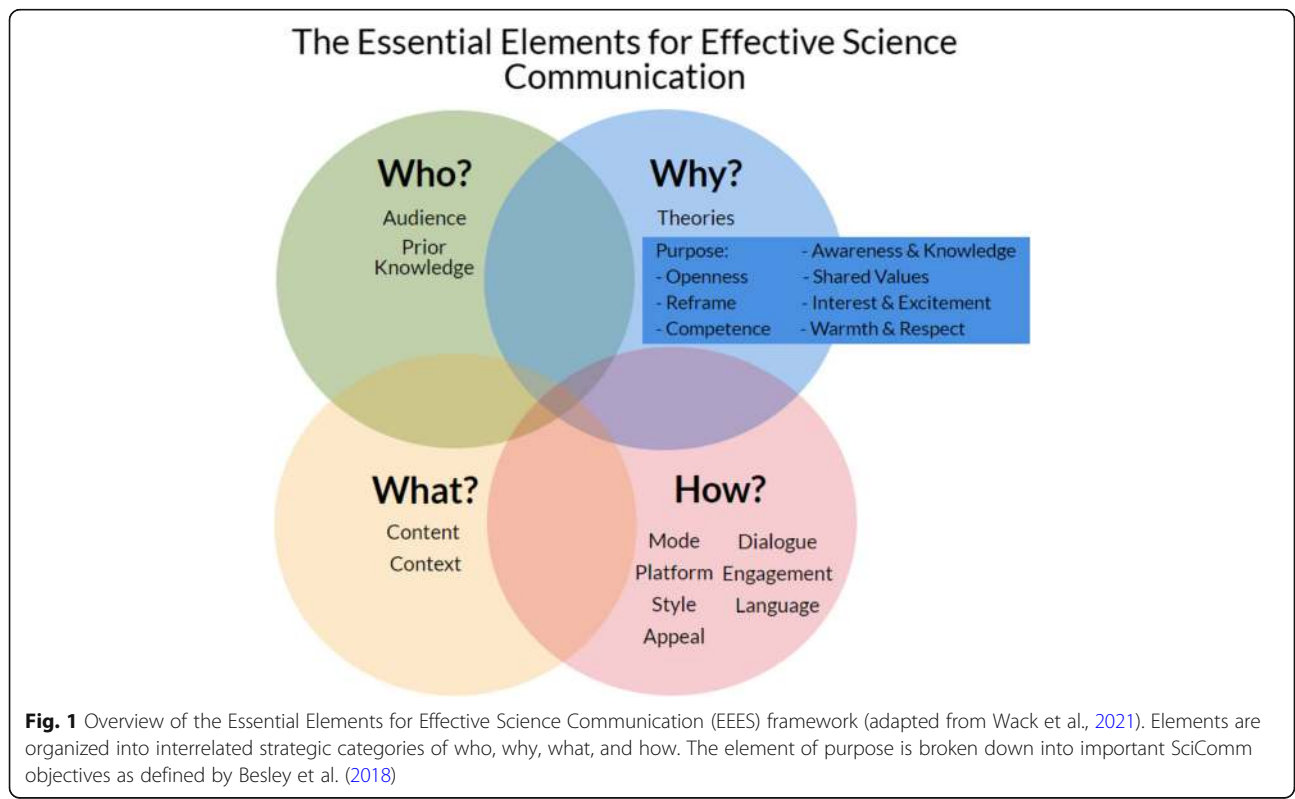 The Essential Elements for Effective Science
Communication
Who?
Audience
Prior
Knowledge
Why?
Theories
Purpose:
- Openness
- Reframe
- Competence
- Awareness & Knowledge
- Shared Values
- Interest & Excitement
- Warmth & Respect
What?
Content
Context
How?
Mode
Platform
Style
Appeal
Dialogue
Engagement
Language
Fig. 1 Overview of the Essential Elements for Effective Science Communication (EEES) framework (adapted from Wack et al., 2021). Elements are
organized into interrelated strategic categories of who, why, what, and how. The element of purpose is broken down into important SciComm
objectives as defined by Besley et al. (2018)